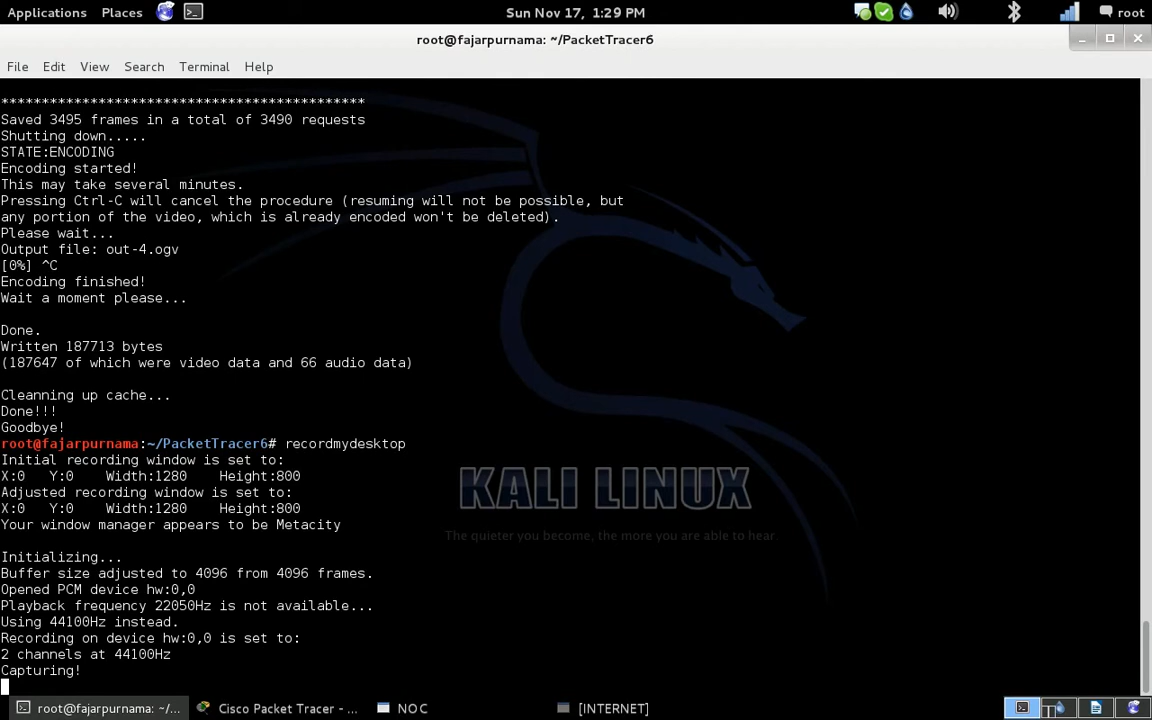 Applications Places Sun Nov 17, 1:29 PM root
root@fajarpurnama: ~/PacketTracer6
File Edit View Search Terminal Help
*********************************************
Saved 3495 frames in a total of 3490 requests
Shutting down.....
STATE:ENCODING
Encoding started!
This may take several minutes.
Pressing Ctrl-C will cancel the procedure (resuming will not be possible, but
any portion of the video, which is already encoded won't be deleted).
Please wait...
Output file: out-4.ogv
[0%] ^C
Encoding finished!
Wait a moment please...
Done.
Written 187713 bytes
(187647 of which were video data and 66 audio data)
Cleanning up cache...
Done!!!
Goodbye!
root@fajarpurnama:~/PacketTracer6# recordmydesktop
Initial recording window is set to:
X:0 Y:0 Width:1280 Height:800
Adjusted recording window is set to:
X:0 Y:0 Width:1280 Height:800
Your window manager appears to be Metacity
Initializing...
Buffer size adjusted to 4096 from 4096 frames.
Opened PCM device hw:0,0
Playback frequency 22050Hz is not available...
Using 44100Hz instead.
Recording on device hw:0,0 is set to:
2 channels at 44100Hz
Capturing!
KALI LINUX
The quieter you become, the more you are able to hear.
root@fajarpurnama: ~/... Cisco Packet Tracer - ... NOC [INTERNET]